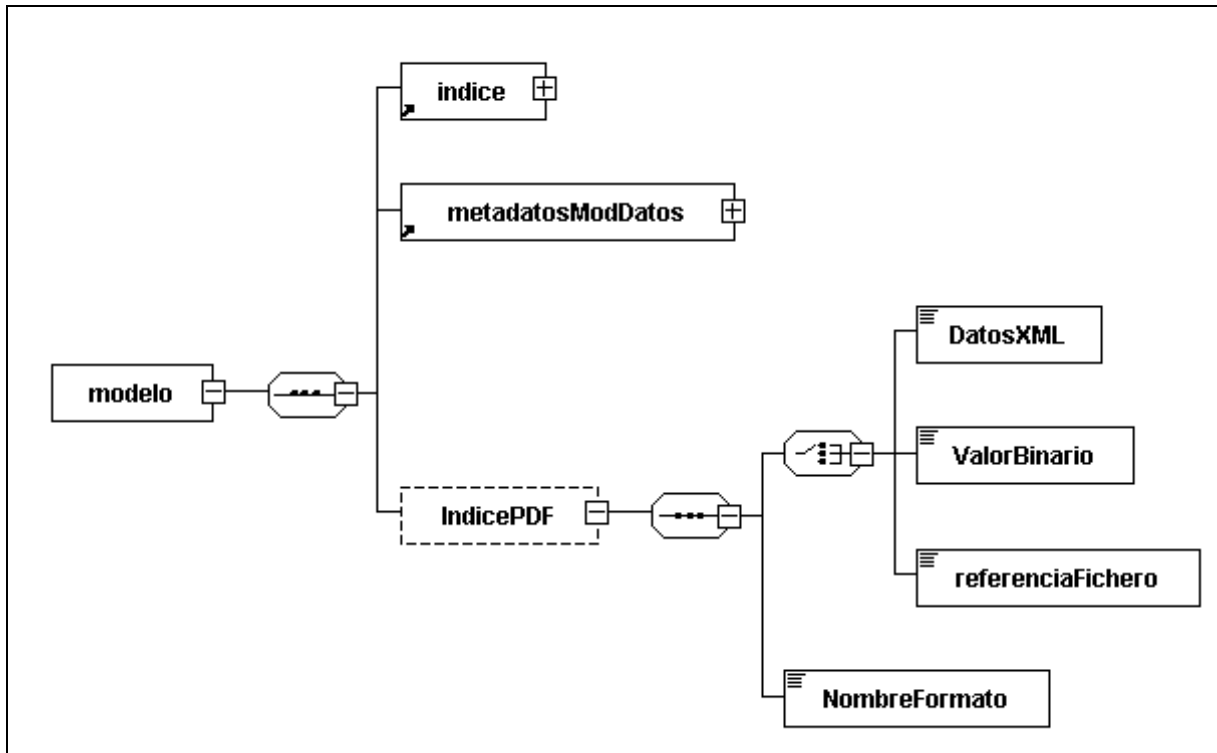 indice
metadatosModDatos
modelo
IndicePDF
DatosXML
ValorBinario
referenciaFichero
NombreFormato